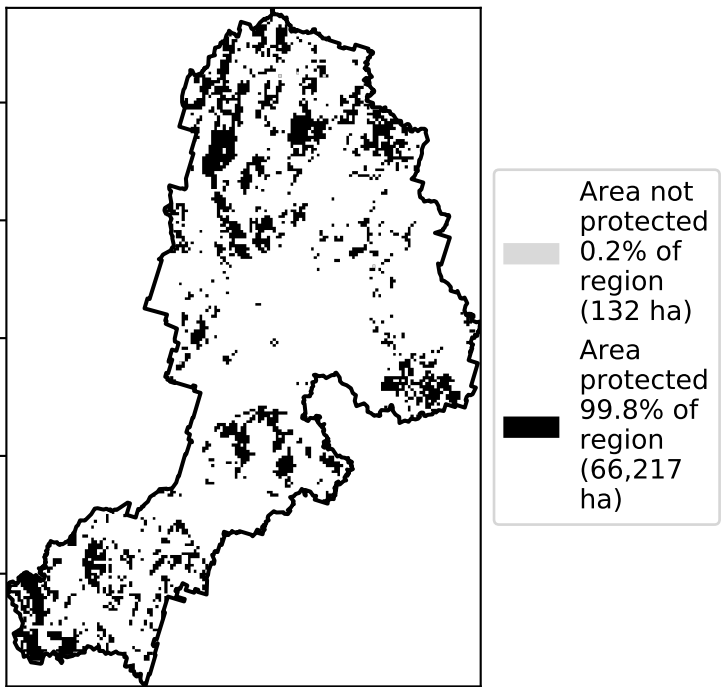 Area not
protected
0.2% of
region
(132 ha)
Area
protected
99.8% of
region
(66,217
ha)